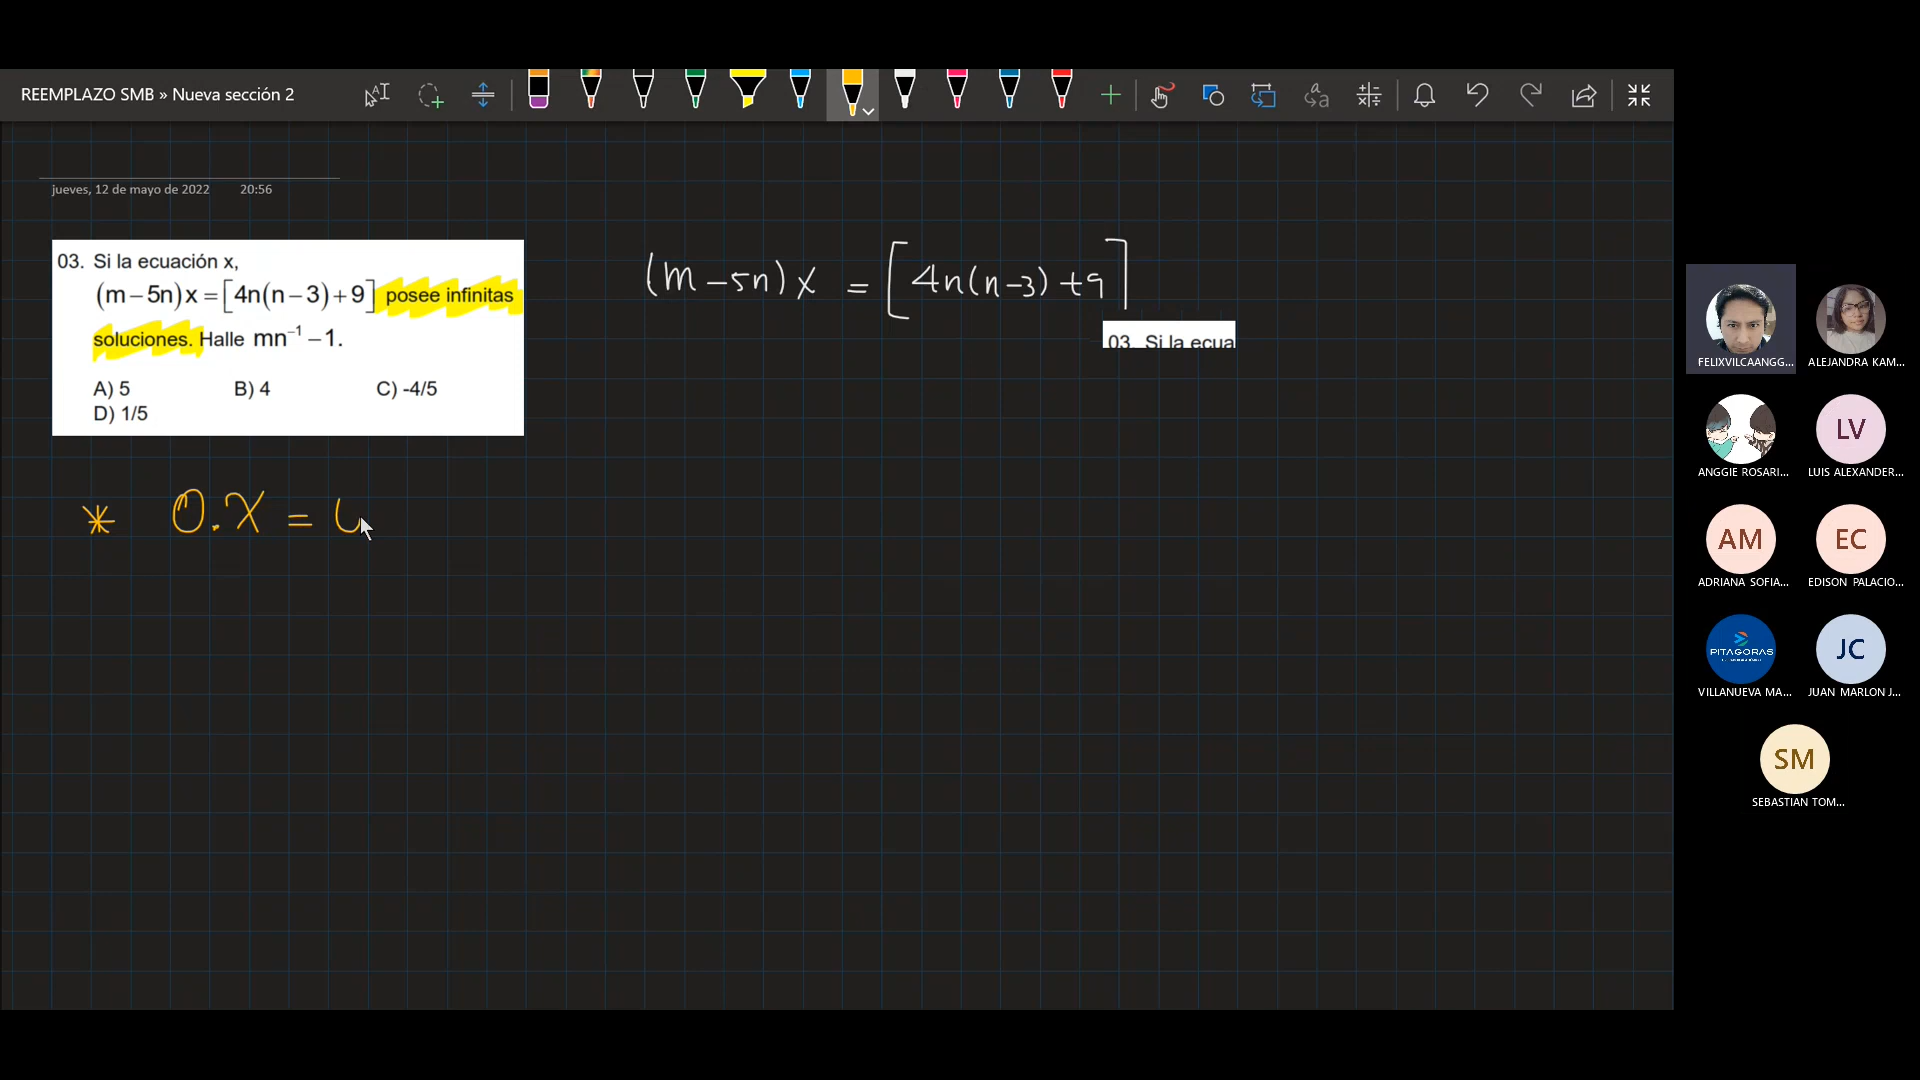 REEMPLAZO SMB » Nueva sección 2
jueves, 12 de mayo de 2022 20:56
03. Si la ecuación x,
(m−5n)x=[4n(n−3)+9] posee infinitas
soluciones. Halle mn⁻¹ −1.
A) 5 B) 4 C) -4/5
D) 1/5
(m−5n)x = [4n(n−3)+9]
03. Si la ecua
* 0.X =
FELIXVILCAANGG... ALEJANDRA KAM...
LV
ANGGIE ROSARI... LUIS ALEXANDER...
AM EC
ADRIANA SOFIA... EDISON PALACIO...
PITAGORAS JC
VILLANUEVA MA... JUAN MARLON J...
SM
SEBASTIAN TOM...